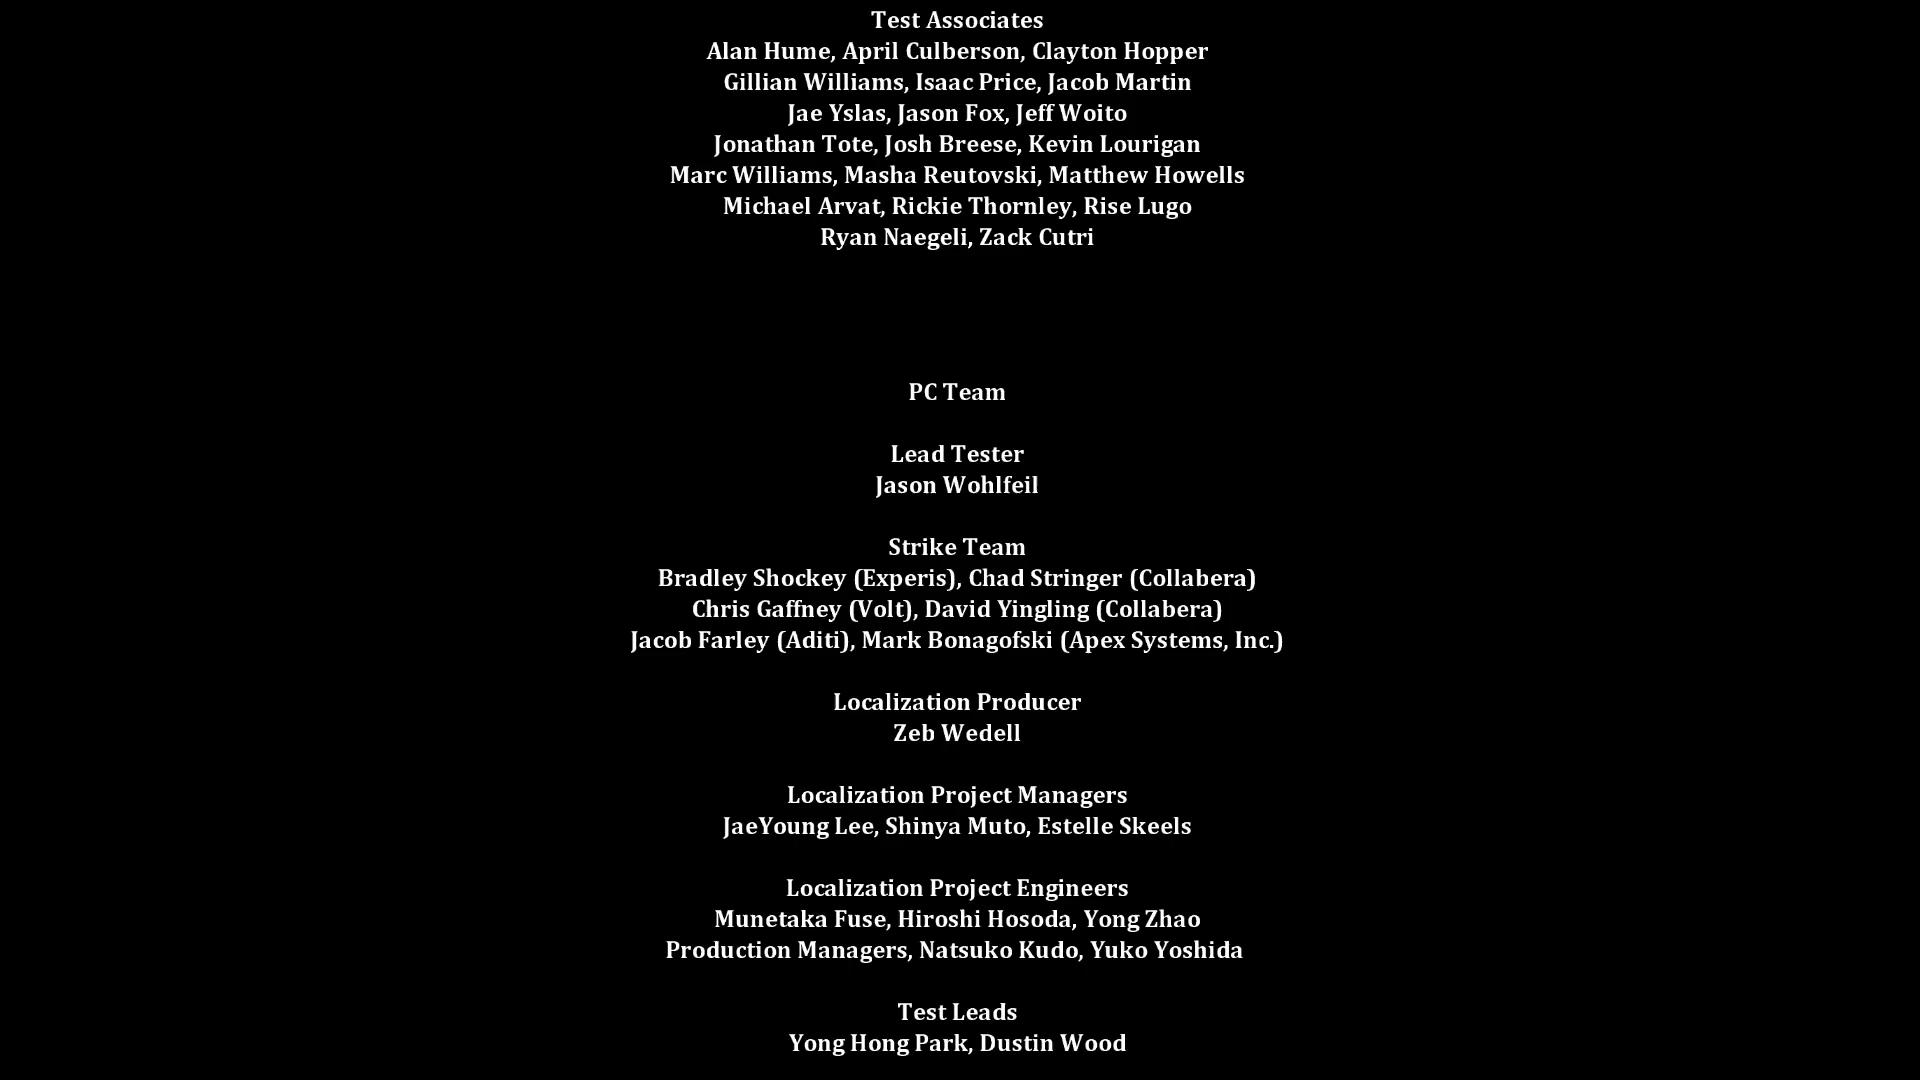 Test Associates
Alan Hume, April Culberson, Clayton Hopper
Gillian Williams, Isaac Price, Jacob Martin
Jae Yslas, Jason Fox, Jeff Woito
Jonathan Tote, Josh Breese, Kevin Lourigan
Marc Williams, Masha Reutovski, Matthew Howells
Michael Arvat, Rickie Thornley, Rise Lugo
Ryan Naegeli, Zack Cutri
PC Team
Lead Tester
Jason Wohlfeil
Strike Team
Bradley Shockey (Experis), Chad Stringer (Collabera)
Chris Gaffney (Volt), David Yingling (Collabera)
Jacob Farley (Aditi), Mark Bonagofski (Apex Systems, Inc.)
Localization Producer
Zeb Wedell
Localization Project Managers
JaeYoung Lee, Shinya Muto, Estelle Skeels
Localization Project Engineers
Munetaka Fuse, Hiroshi Hosoda, Yong Zhao
Production Managers, Natsuko Kudo, Yuko Yoshida
Test Leads
Yong Hong Park, Dustin Wood